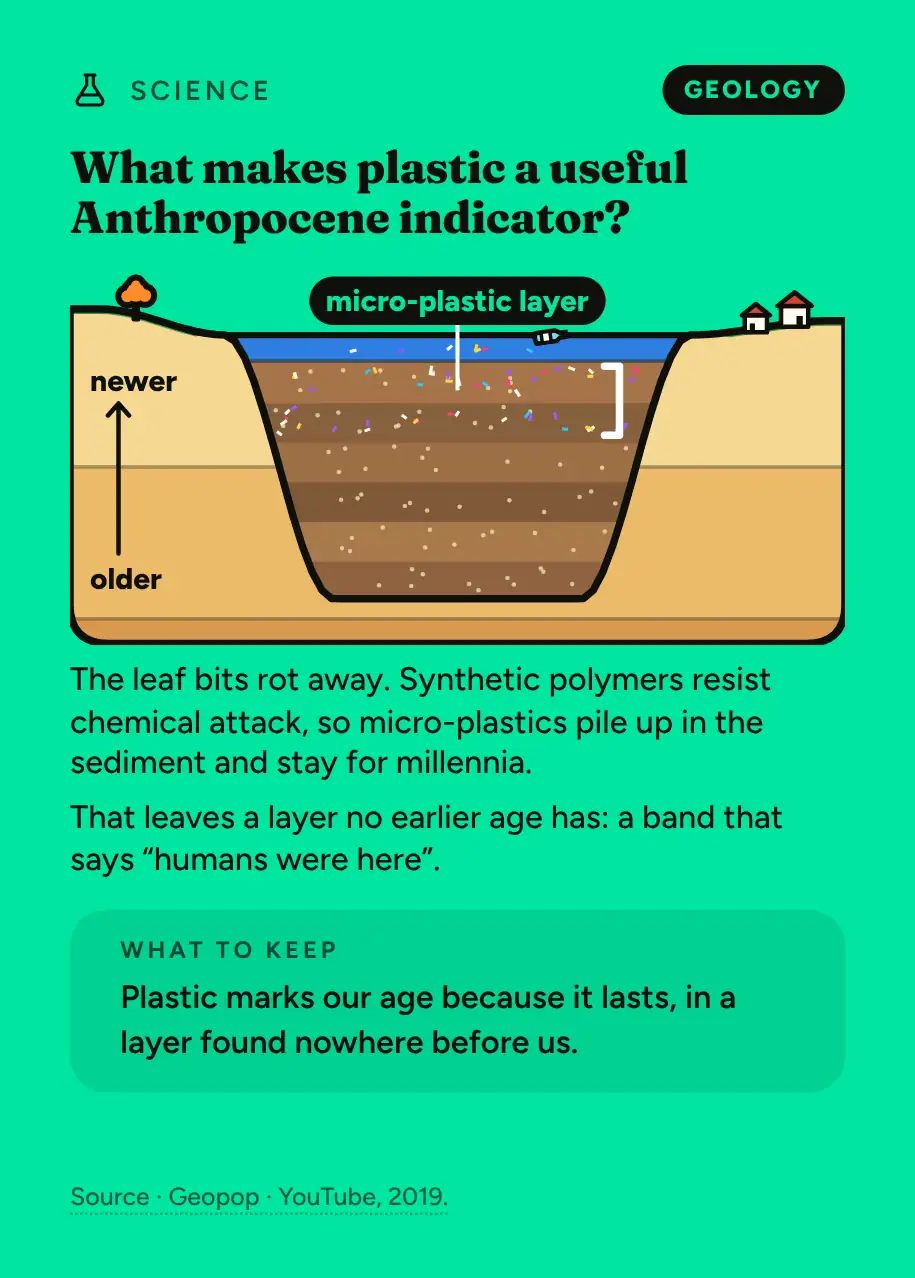 SCIENCE
GEOLOGY
What makes plastic a useful
Anthropocene indicator?
micro-plastic layer
newer
older
The leaf bits rot away. Synthetic polymers resist
chemical attack, so micro-plastics pile up in the
sediment and stay for millennia.
That leaves a layer no earlier age has: a band that
says “humans were here”.
WHAT TO KEEP
Plastic marks our age because it lasts, in a
layer found nowhere before us.
Source · Geopop · YouTube, 2019.